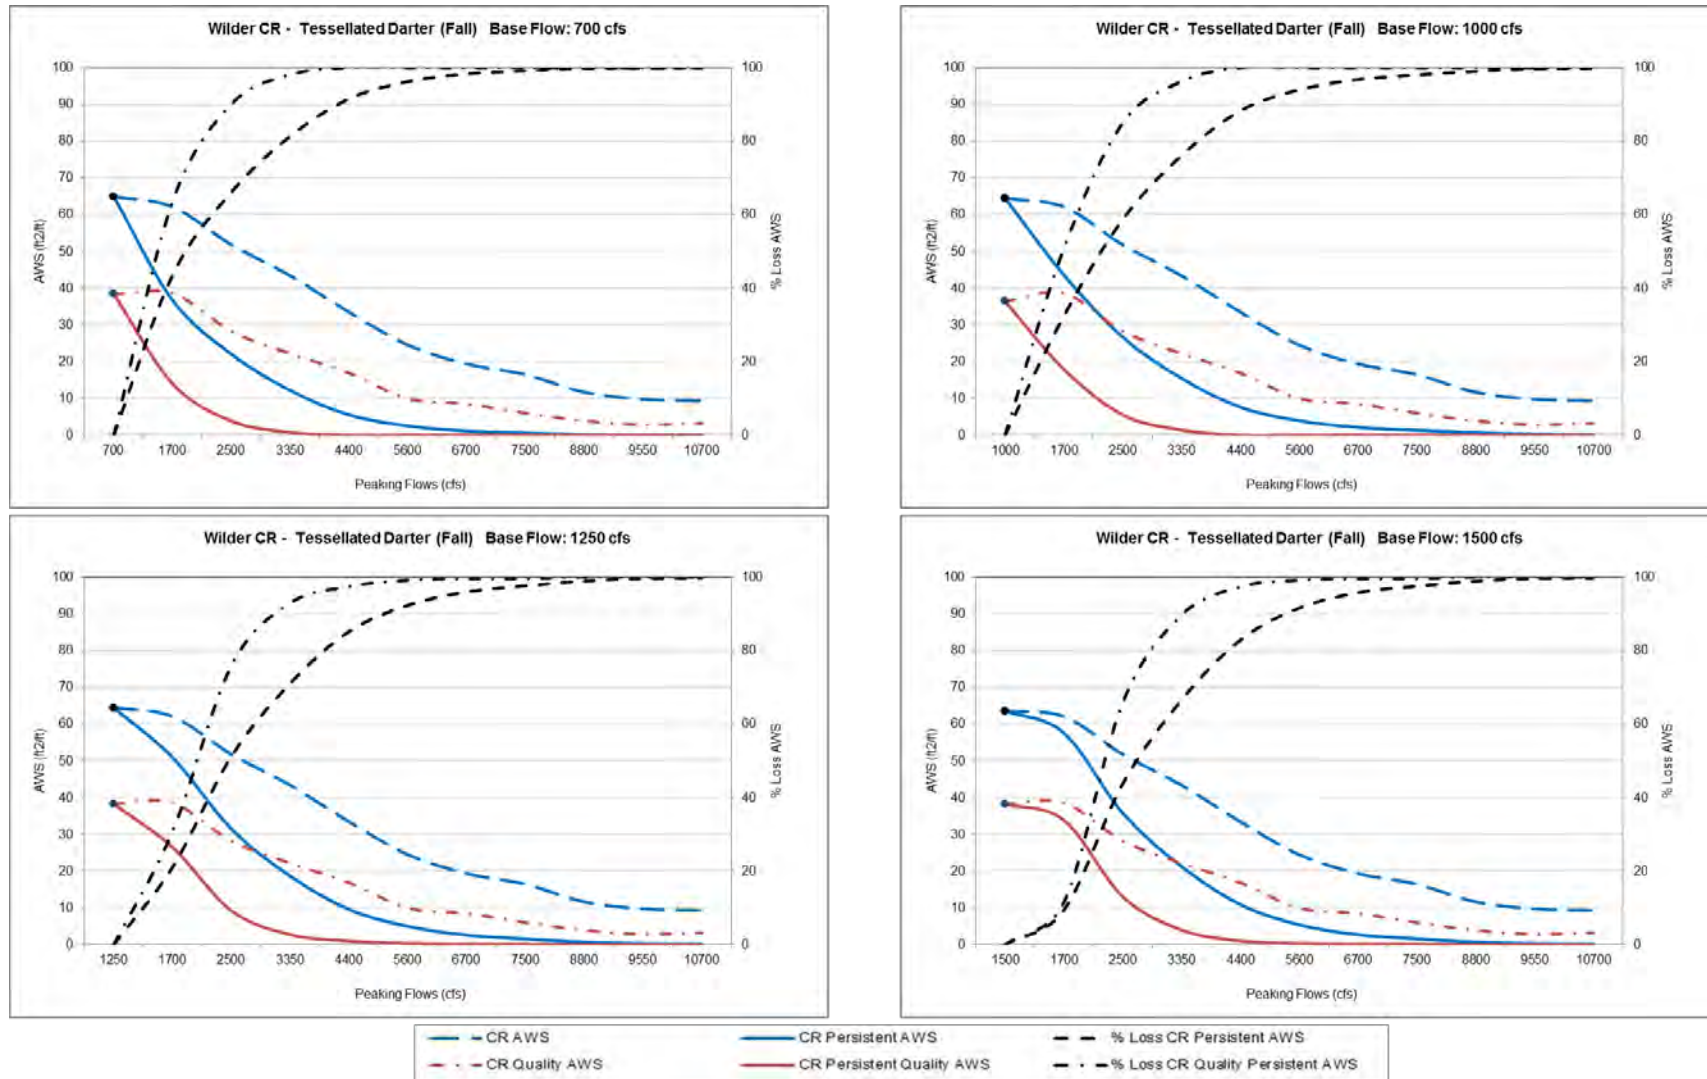 Wilder CR - Tessellated Darter (Fall) Base Flow: 700 cfs
100 90 80 70 60 50 40 30 20 10 0
AWS (ft2/ft)
100 80 60 40 20 0
% Loss AWS
700 1700 2500 3350 4400 5600 6700 7500 8800 9550 10700
Peaking Flows (cfs)
Wilder CR - Tessellated Darter (Fall) Base Flow: 1000 cfs
100 90 80 70 60 50 40 30 20 10 0
AWS (ft2/ft)
100 80 60 40 20 0
% Loss AWS
1000 1700 2500 3350 4400 5600 6700 7500 8800 9550 10700
Peaking Flows (cfs)
Wilder CR - Tessellated Darter (Fall) Base Flow: 1250 cfs
100 90 80 70 60 50 40 30 20 10 0
AWS (ft2/ft)
100 80 60 40 20 0
% Loss AWS
1250 1700 2500 3350 4400 5600 6700 7500 8800 9550 10700
Peaking Flows (cfs)
Wilder CR - Tessellated Darter (Fall) Base Flow: 1500 cfs
100 90 80 70 60 50 40 30 20 10 0
AWS (ft2/ft)
100 80 60 40 20 0
% Loss AWS
1500 1700 2500 3350 4400 5600 6700 7500 8800 9550 10700
Peaking Flows (cfs)
CR AWS CR Persistent AWS % Loss CR Persistent AWS
CR Quality AWS CR Persistent Quality AWS % Loss CR Quality Persistent AWS